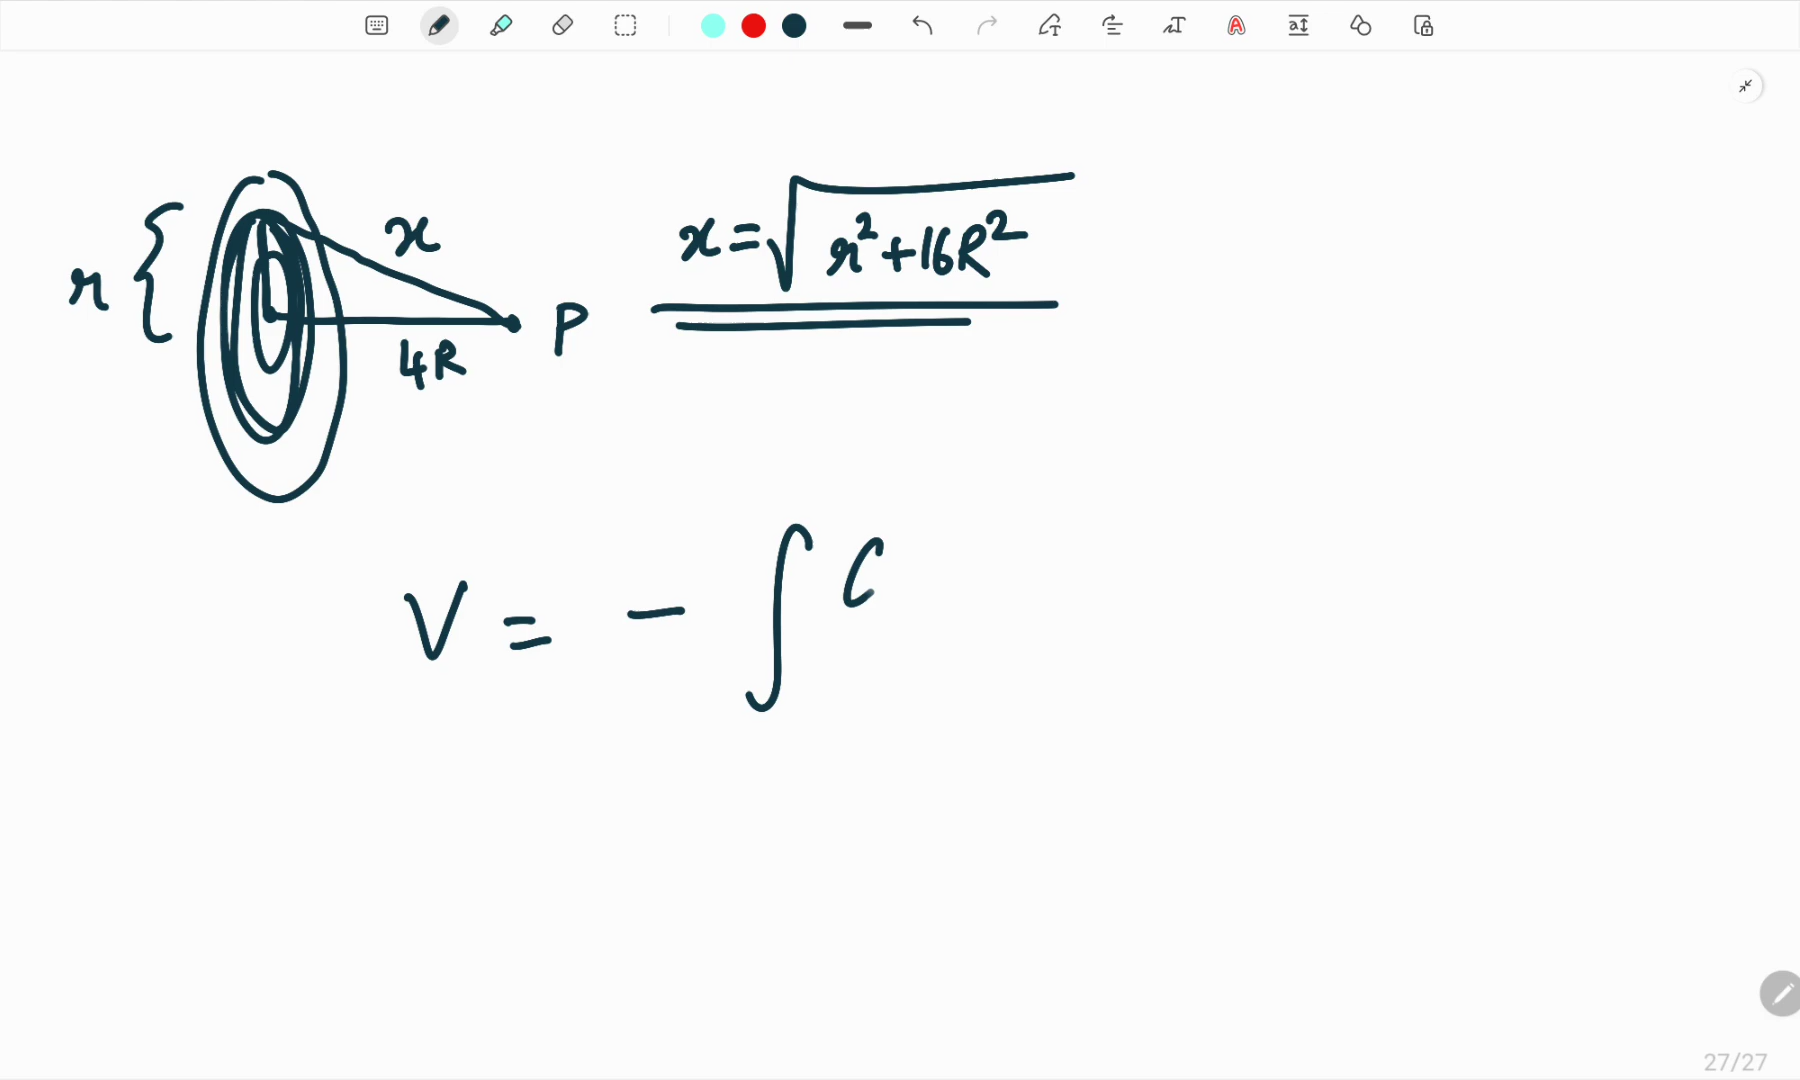 x
x = √r² + 16R²
r {
P
4R
V = - ∫ G
27/27